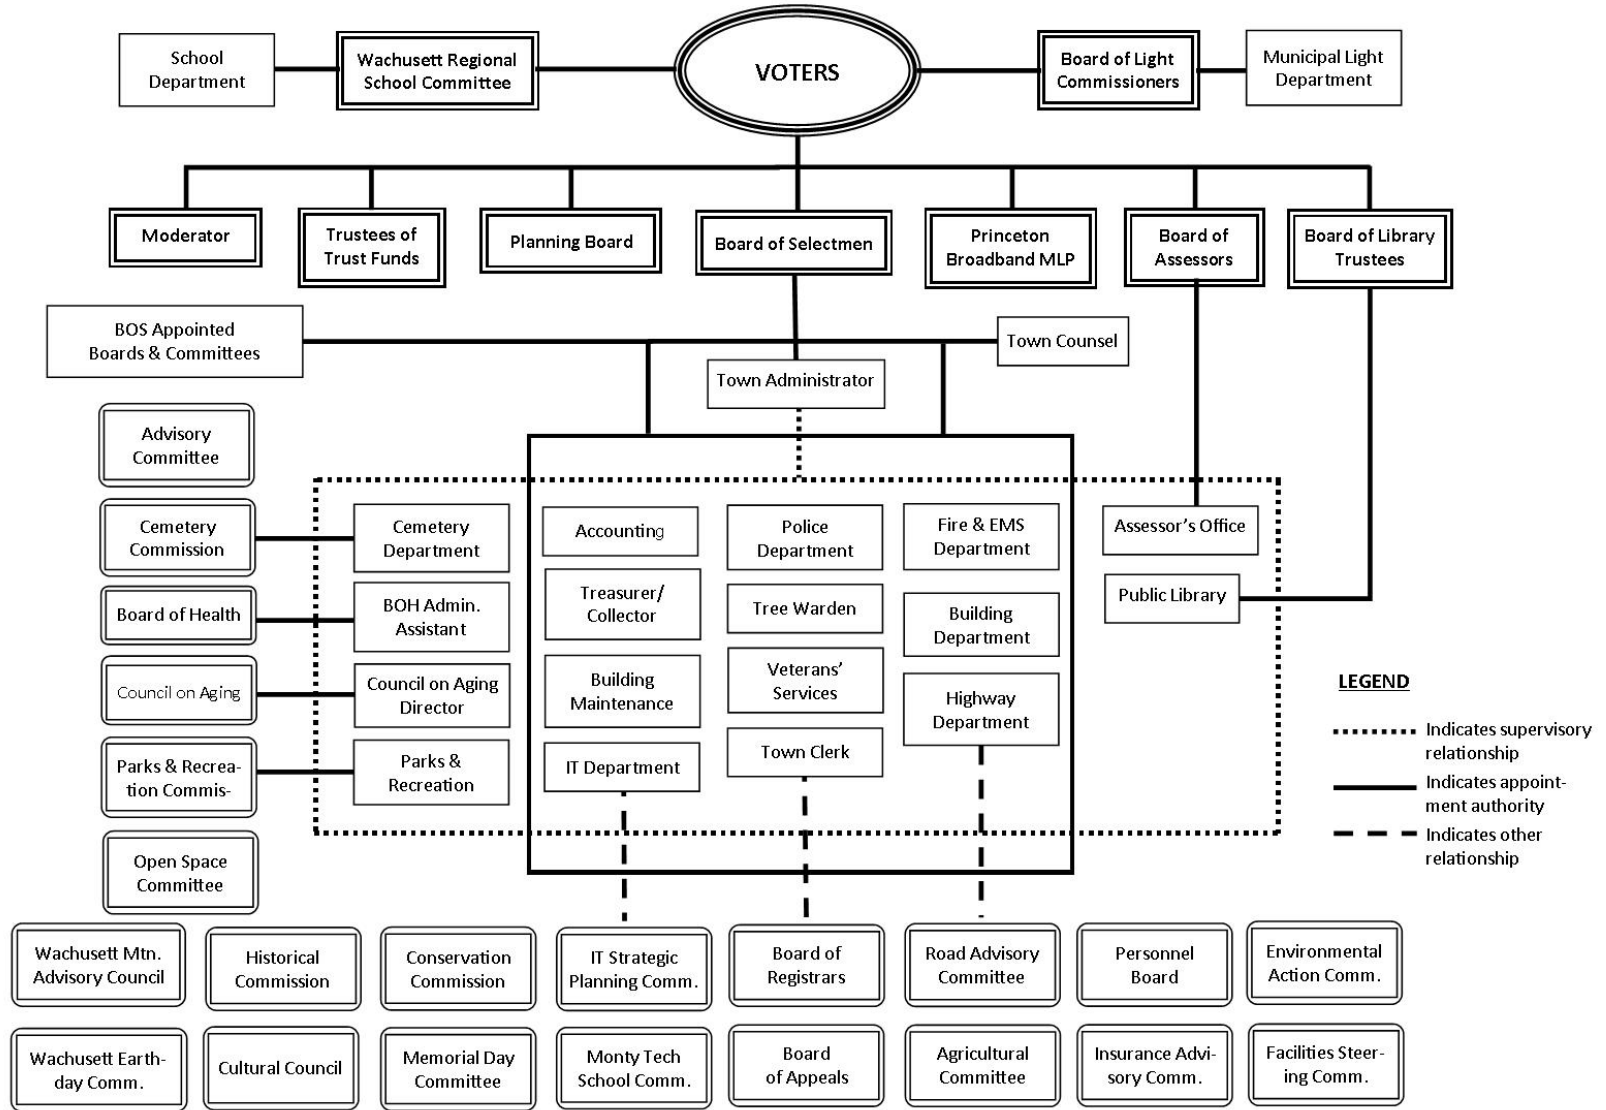 School
Department
Wachusett Regional
School Committee
VOTERS
Board of Light
Commissioners
Municipal Light
Department
Moderator
Trustees of
Trust Funds
Planning Board
Board of Selectmen
Princeton
Broadband MLP
Board of
Assessors
Board of Library
Trustees
BOS Appointed
Boards & Committees
Town Counsel
Town Administrator
Advisory
Committee
Cemetery
Commission
Board of Health
Council on Aging
Parks & Recrea-
tion Commis-
Open Space
Committee
Cemetery
Department
BOH Admin.
Assistant
Council on Aging
Director
Parks &
Recreation
Accounting
Treasurer/
Collector
Building
Maintenance
IT Department
Police
Department
Tree Warden
Veterans’
Services
Town Clerk
Fire & EMS
Department
Building
Department
Highway
Department
Assessor’s Office
Public Library
LEGEND
Indicates supervisory
relationship
Indicates appoint-
ment authority
Indicates other
relationship
Wachusett Mtn.
Advisory Council
Historical
Commission
Conservation
Commission
IT Strategic
Planning Comm.
Board of
Registrars
Road Advisory
Committee
Personnel
Board
Environmental
Action Comm.
Wachusett Earth-
day Comm.
Cultural Council
Memorial Day
Committee
Monty Tech
School Comm.
Board
of Appeals
Agricultural
Committee
Insurance Advi-
sory Comm.
Facilities Steer-
ing Comm.